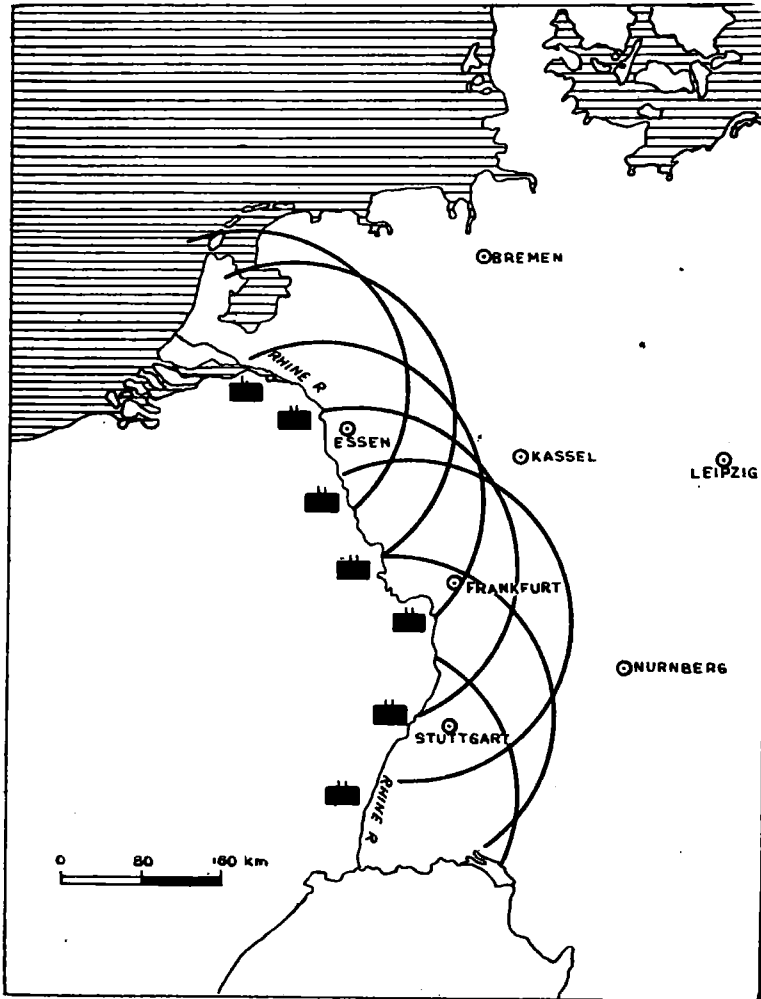 BREMEN
RHINE R
ESSEN
KASSEL
LEIPZIG
FRANKFURT
NURNBERG
STUTTGART
RHINE R
0 80 160 km